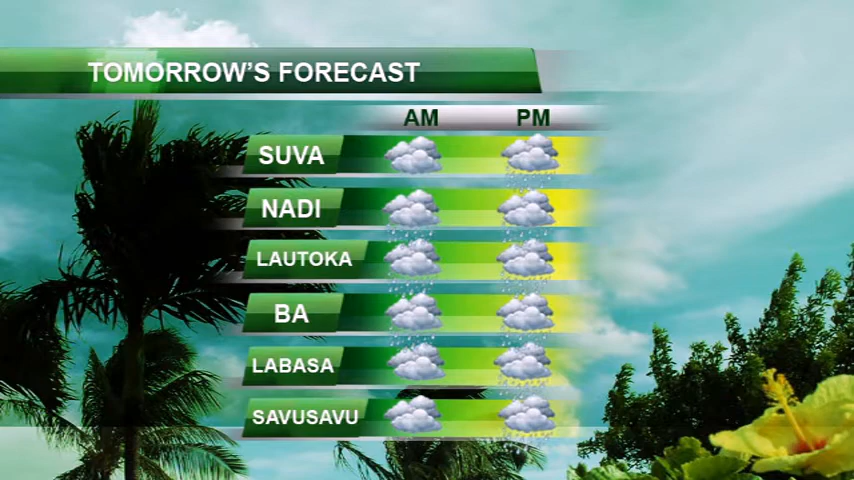 TOMORROW'S FORECAST
AM PM
SUVA
NADI
LAUTOKA
BA
LABASA
SAVUSAVU